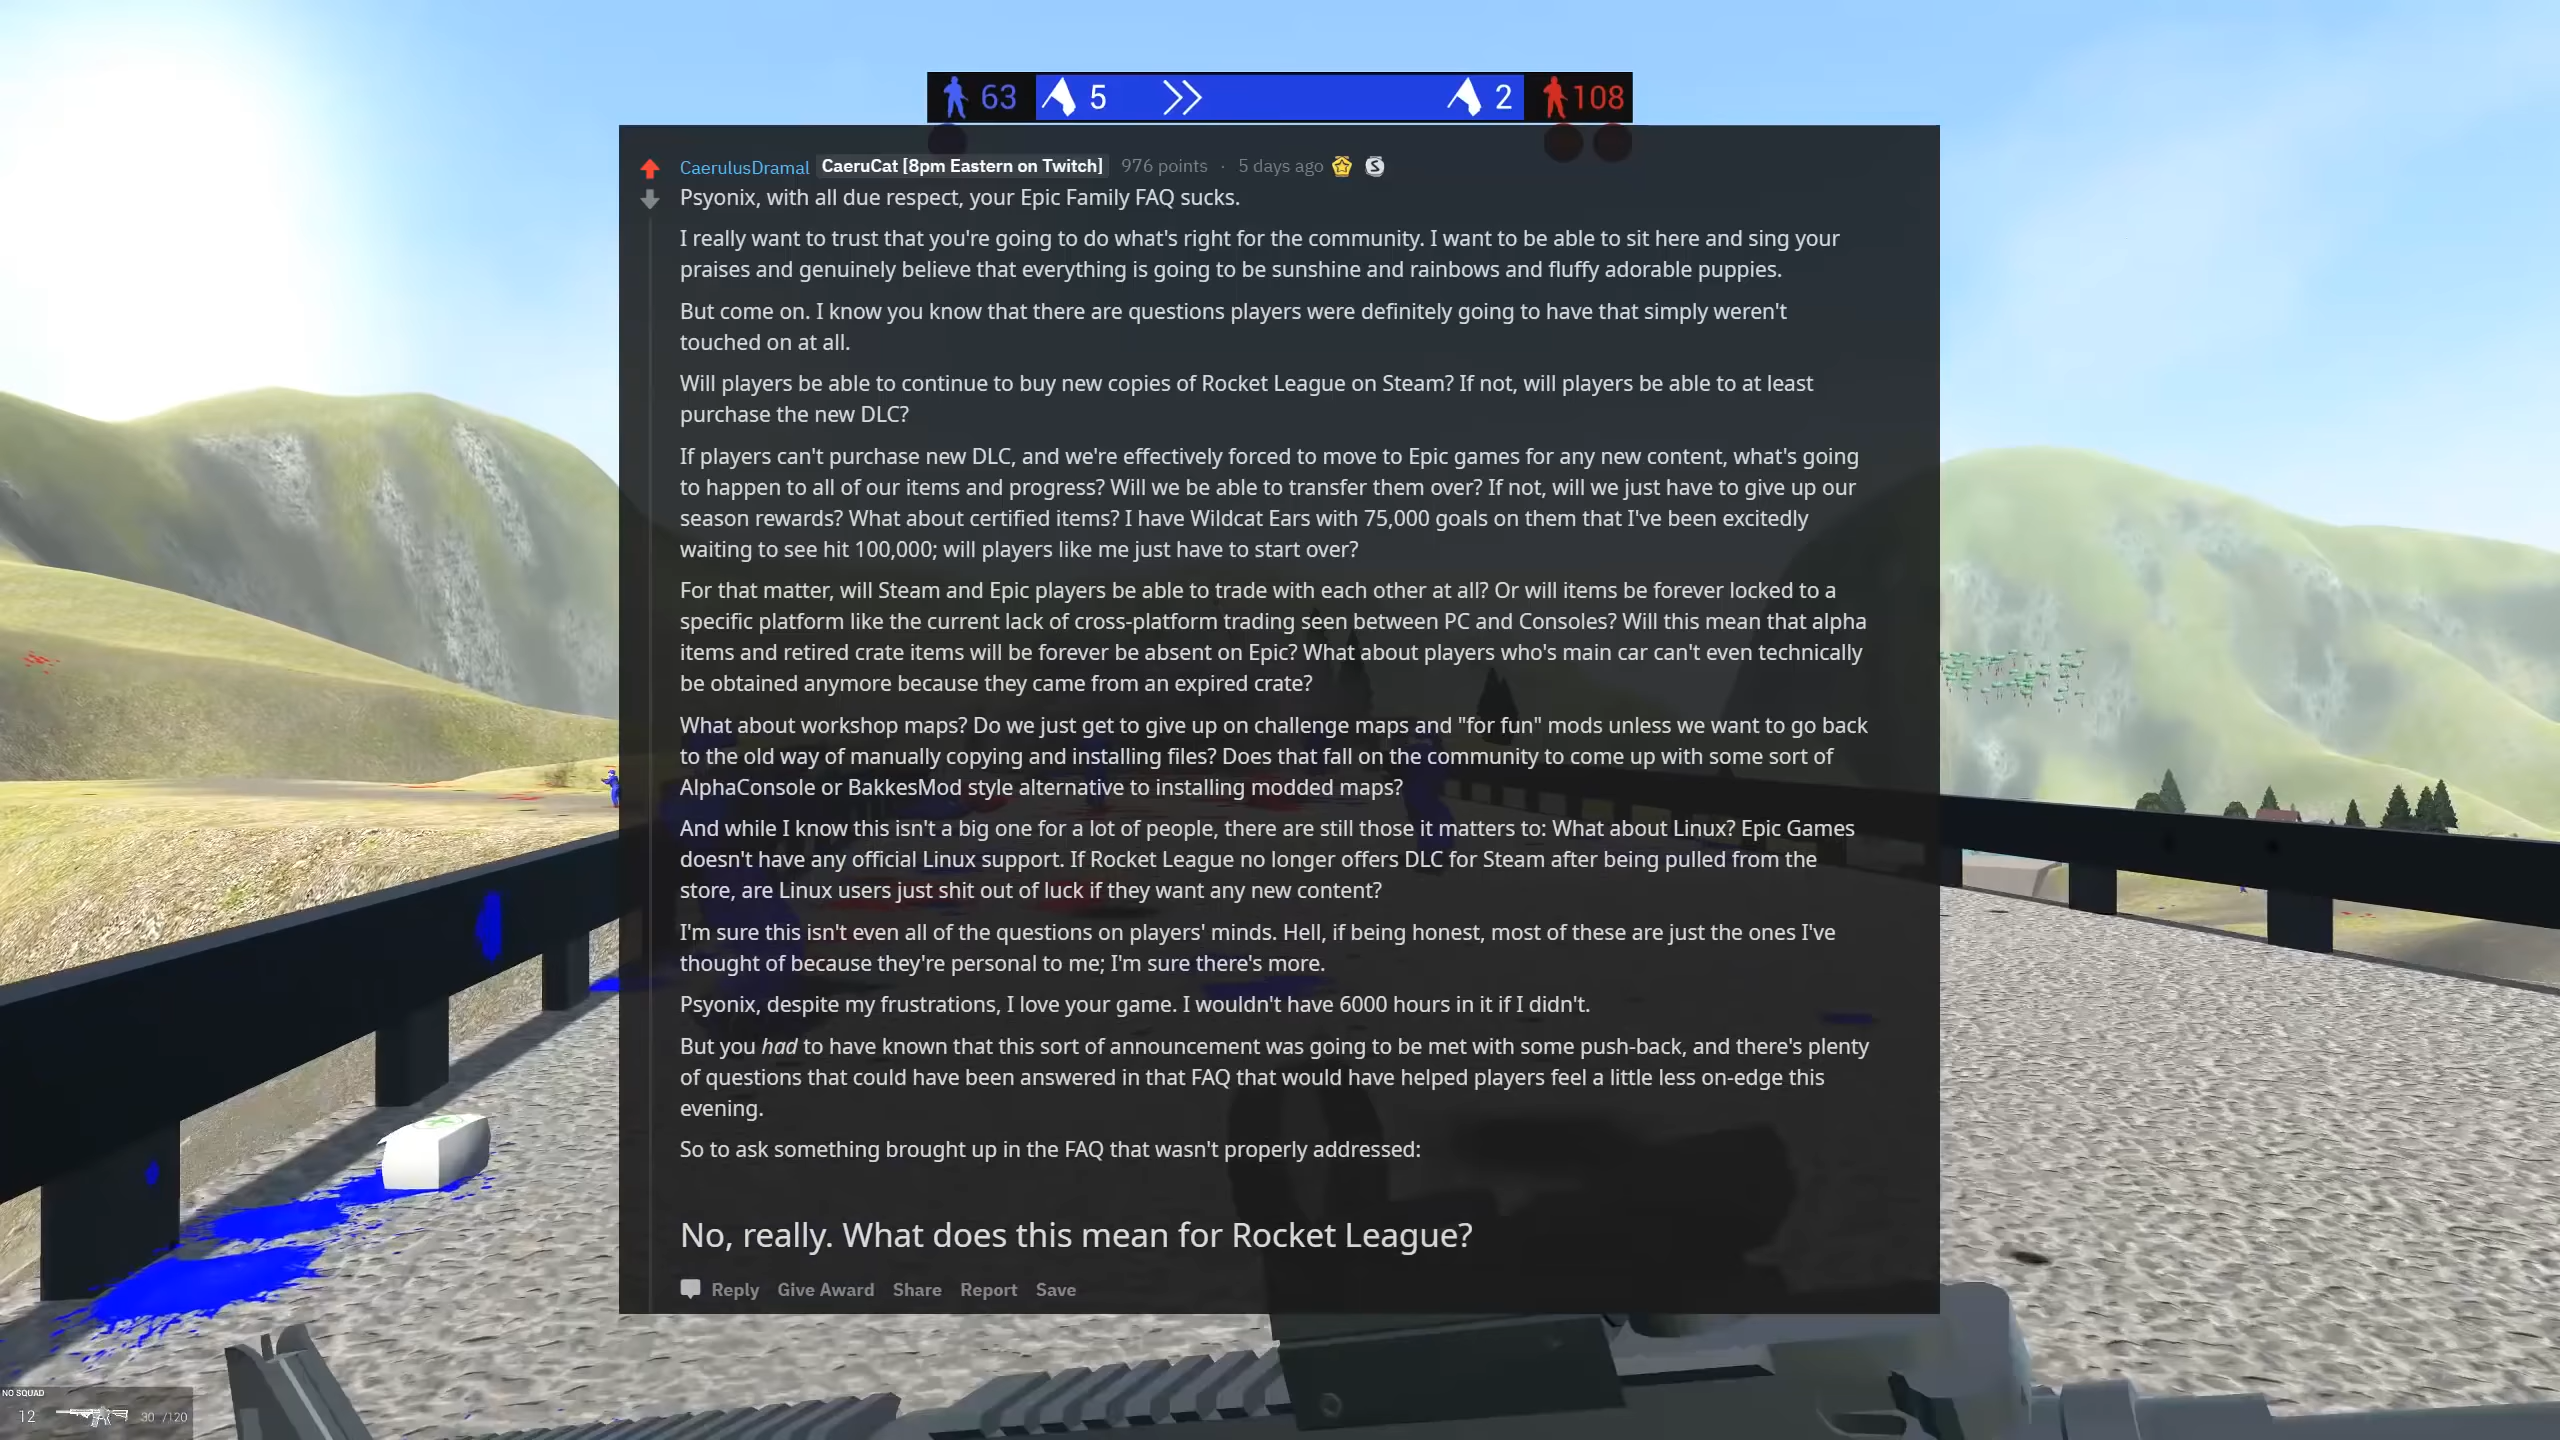 63 5 2 108
CaerulusDramal CaeruCat [8pm Eastern on Twitch] 976 points · 5 days ago
Psyonix, with all due respect, your Epic Family FAQ sucks.
I really want to trust that you're going to do what's right for the community. I want to be able to sit here and sing your
praises and genuinely believe that everything is going to be sunshine and rainbows and fluffy adorable puppies.
But come on. I know you know that there are questions players were definitely going to have that simply weren't
touched on at all.
Will players be able to continue to buy new copies of Rocket League on Steam? If not, will players be able to at least
purchase the new DLC?
If players can't purchase new DLC, and we're effectively forced to move to Epic games for any new content, what's going
to happen to all of our items and progress? Will we be able to transfer them over? If not, will we just have to give up our
season rewards? What about certified items? I have Wildcat Ears with 75,000 goals on them that I've been excitedly
waiting to see hit 100,000; will players like me just have to start over?
For that matter, will Steam and Epic players be able to trade with each other at all? Or will items be forever locked to a
specific platform like the current lack of cross-platform trading seen between PC and Consoles? Will this mean that alpha
items and retired crate items will be forever be absent on Epic? What about players who's main car can't even technically
be obtained anymore because they came from an expired crate?
What about workshop maps? Do we just get to give up on challenge maps and "for fun" mods unless we want to go back
to the old way of manually copying and installing files? Does that fall on the community to come up with some sort of
AlphaConsole or BakkesMod style alternative to installing modded maps?
And while I know this isn't a big one for a lot of people, there are still those it matters to: What about Linux? Epic Games
doesn't have any official Linux support. If Rocket League no longer offers DLC for Steam after being pulled from the
store, are Linux users just shit out of luck if they want any new content?
I'm sure this isn't even all of the questions on players' minds. Hell, if being honest, most of these are just the ones I've
thought of because they're personal to me; I'm sure there's more.
Psyonix, despite my frustrations, I love your game. I wouldn't have 6000 hours in it if I didn't.
But you had to have known that this sort of announcement was going to be met with some push-back, and there's plenty
of questions that could have been answered in that FAQ that would have helped players feel a little less on-edge this
evening.
So to ask something brought up in the FAQ that wasn't properly addressed:
No, really. What does this mean for Rocket League?
Reply Give Award Share Report Save
NO SQUAD
12 30 /120